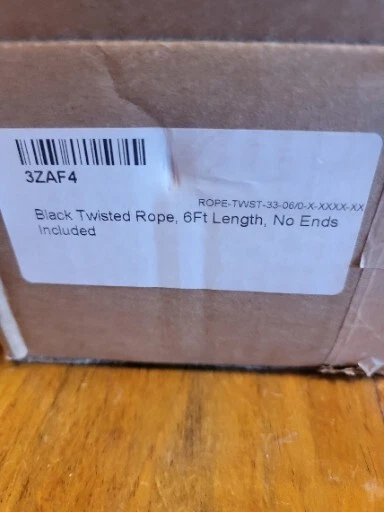 3ZAF4
ROPE-TWST-33-06/0-X-XXXX-XX
Black Twisted Rope, 6Ft Length, No Ends
Included